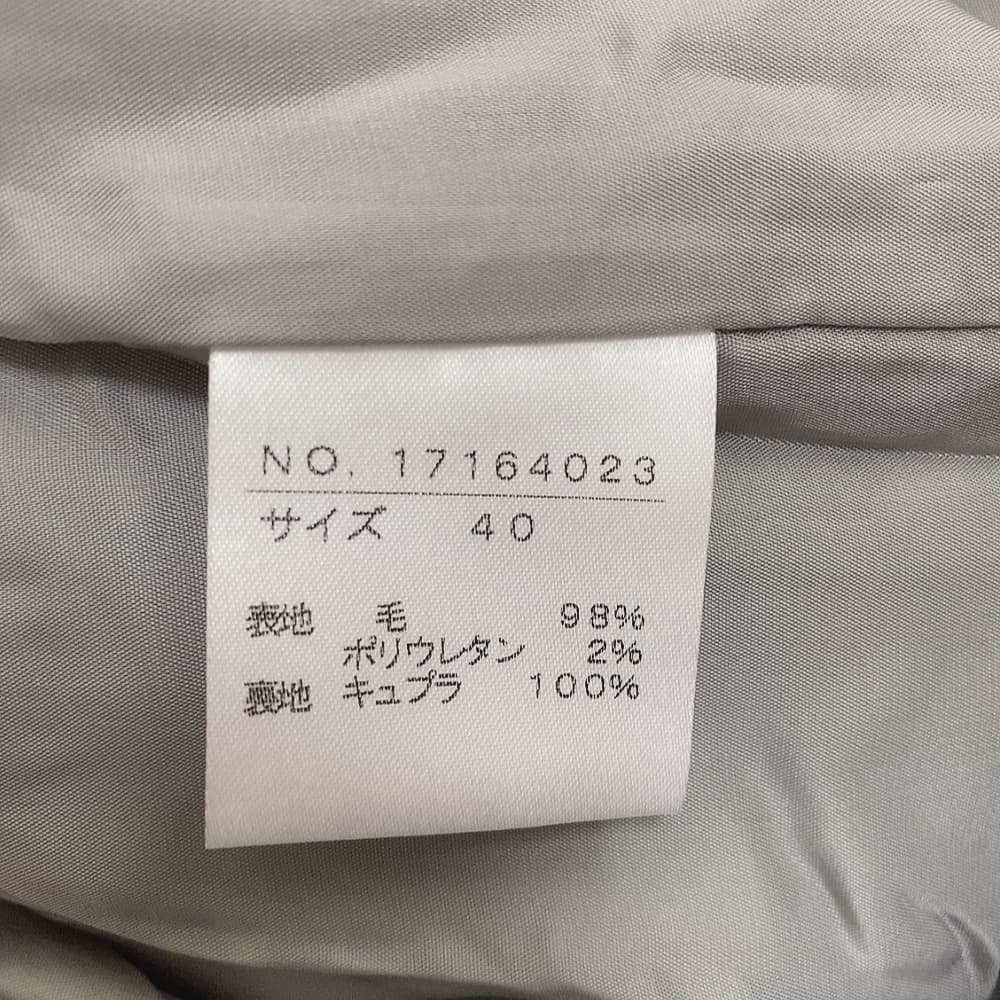 NO. 17164023
サイズ 40
表地 毛 98%
ポリウレタン 2%
裏地 キュプラ 100%